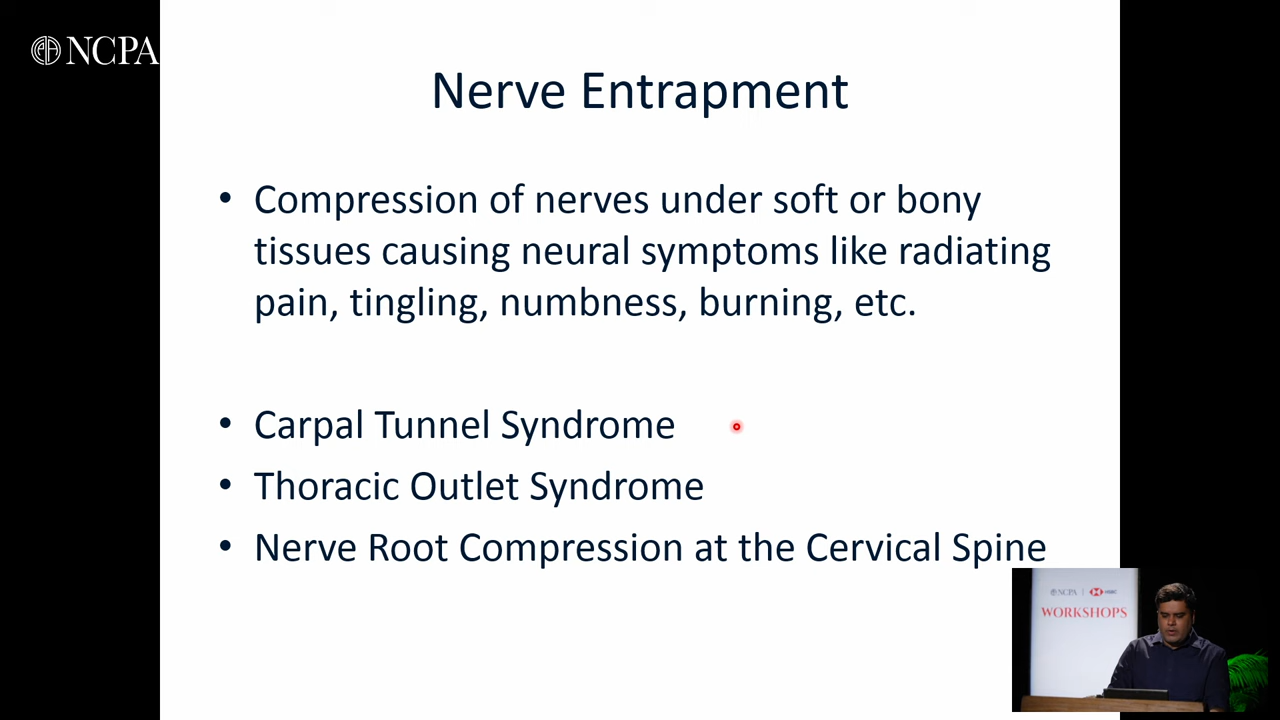 NCPA
Nerve Entrapment
• Compression of nerves under soft or bony
tissues causing neural symptoms like radiating
pain, tingling, numbness, burning, etc.
• Carpal Tunnel Syndrome
• Thoracic Outlet Syndrome
• Nerve Root Compression at the Cervical Spine
NCPA | HSBC
WORKSHOPS